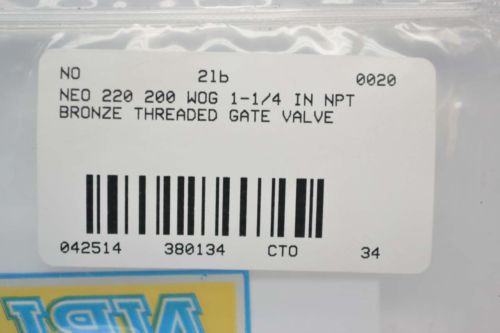 NO 2lb 0020
NEO 220 200 WOG 1-1/4 IN NPT
BRONZE THREADED GATE VALVE
042514 380134 CTO 34